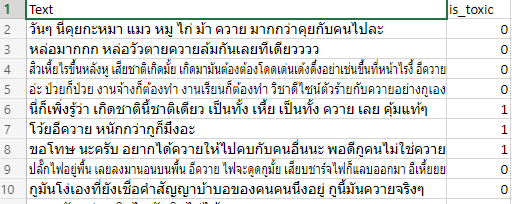 Text is_toxic
วันๆ นี่คุยกะหมา แมว หมู ไก่ ม้า ควาย มากกว่าคุยกับคนไปละ 0
หล่อมากกก หล่อวัวตายควายล้มกันเลยทีเดียวววว 0
สิวเหี้ยไรขึ้นหลังหู เสียชาติเกิดมั้ย เกิดมามันต้องต้องโดดเด่นเด้งดึ๋งอย่าเช่นขึ้นที่หน้าไรงี้ อีควาย 0
อ่ะ ป่วยก็ป่วย งานจ้างก็ต้องทำ งานเรียนก็ต้องทำ วิชาดีไซน์ตัวร้ายกับควายอย่างกูเอง 0
นี่ก็เพิ่งรู้ว่า เกิดชาตินี้ชาติเดียว เป็นทั้ง เหี้ย เป็นทั้ง ควาย เลย คุ้มแท้ๆ 1
โว้ยอีควาย หนักกว่ากูก็มึงอะ 1
ขอโทษ นะครับ อยากได้ควายให้ไปคบกับคนอื่นนะ พอดีกูคนไม่ใช่ควาย 1
ปลั๊กไฟอยู่พื้น เลยลงมานอนบนพื้น อีควาย ไฟจะดูดกูมั้ย เสียบชาร์จไฟก็แลบออกมา อีเหี้ยยย 0
กูมันโง่เองที่ยังเชื่อคำสัญญาบ้าบอของคนคนนึงอยู่ กูนี้มันควายจริงๆ 0